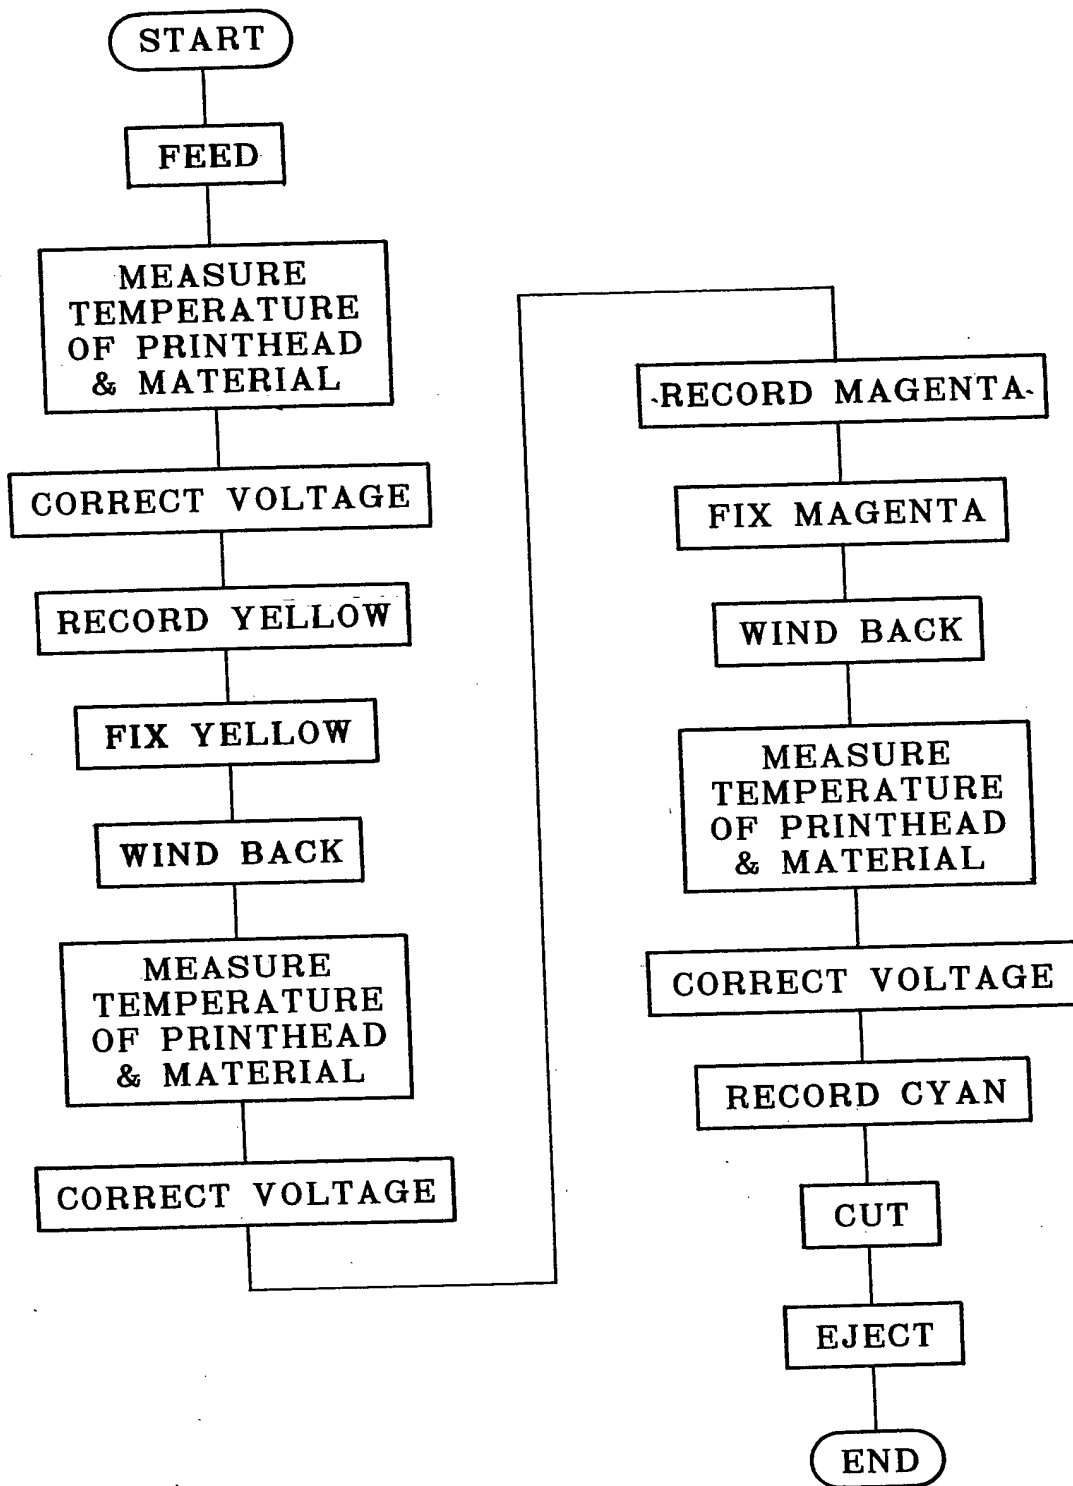 START
FEED
MEASURE
TEMPERATURE
OF PRINTHEAD
& MATERIAL
CORRECT VOLTAGE
RECORD YELLOW
FIX YELLOW
WIND BACK
MEASURE
TEMPERATURE
OF PRINTHEAD
& MATERIAL
CORRECT VOLTAGE
RECORD MAGENTA
FIX MAGENTA
WIND BACK
MEASURE
TEMPERATURE
OF PRINTHEAD
& MATERIAL
CORRECT VOLTAGE
RECORD CYAN
CUT
EJECT
END